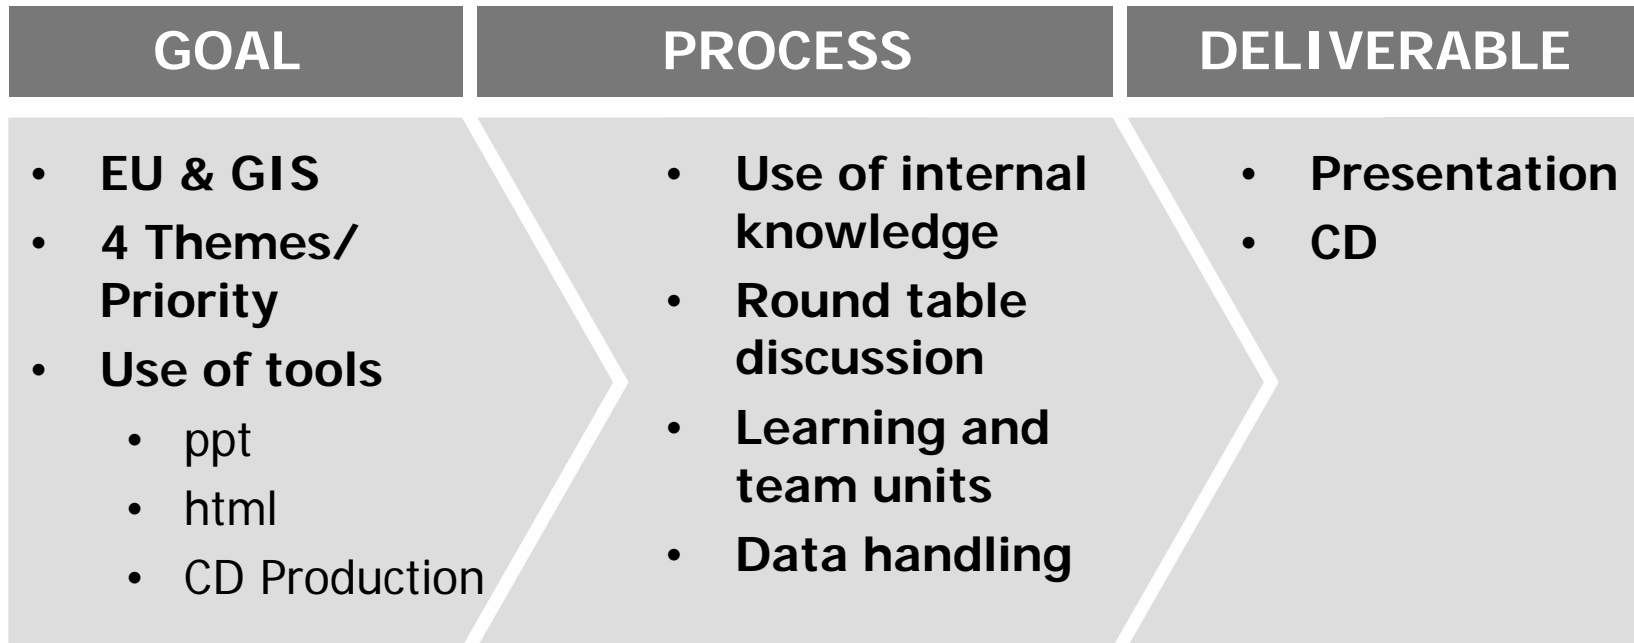 GOAL
PROCESS
DELIVERABLE
• EU & GIS
• 4 Themes/
Priority
• Use of tools
• ppt
• html
• CD Production
• Use of internal
knowledge
• Round table
discussion
• Learning and
team units
• Data handling
• Presentation
• CD